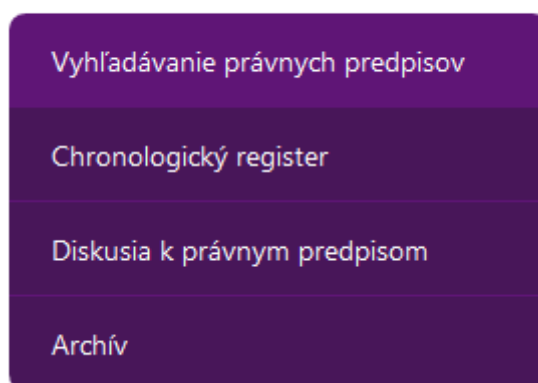 Vyhľadávanie právnych predpisov
Chronologický register
Diskusia k právnym predpisom
Archív